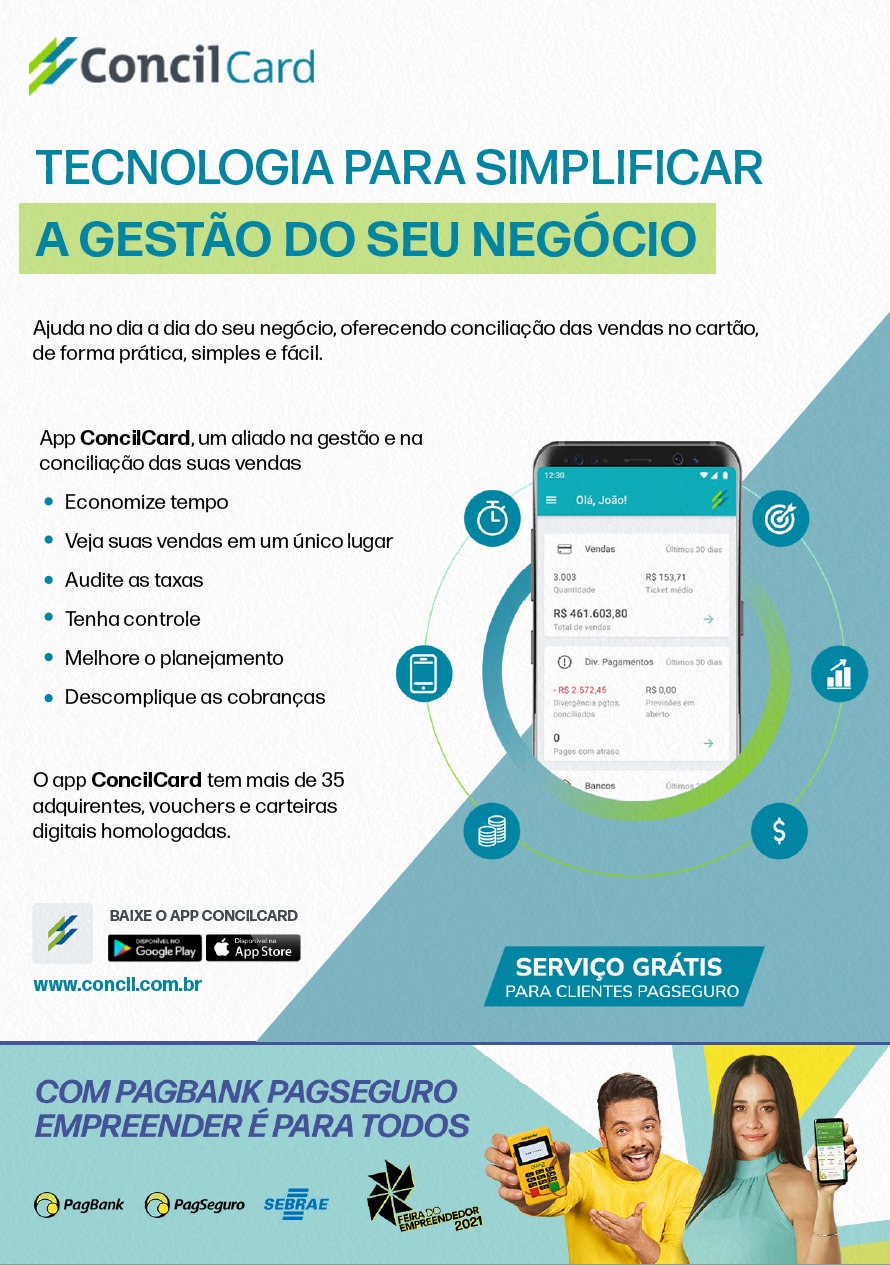 ConcilCard
TECNOLOGIA PARA SIMPLIFICAR
A GESTÃO DO SEU NEGÓCIO
Ajuda no dia a dia do seu negócio, oferecendo conciliação das vendas no cartão,
de forma prática, simples e fácil.
App ConcilCard, um aliado na gestão e na
conciliação das suas vendas
• Economize tempo
• Veja suas vendas em um único lugar
• Audite as taxas
• Tenha controle
• Melhore o planejamento
• Descomplique as cobranças
O app ConcilCard tem mais de 35
adquirentes, vouchers e carteiras
digitais homologadas.
12:30
Olá, João!
Vendas Últimos 30 dias
3.003 R$ 153,71
Quantidade Ticket médio
R$ 461.603,80
Total de vendas
Div. Pagamentos Últimos 30 dias
- R$ 2.572,45 R$ 0,00
Divergência pgtos. Previsões em
conciliados aberto
0
Pagos com atraso
Bancos Últimos
$
BAIXE O APP CONCILCARD
DISPONÍVEL NO Google Play
Disponível na App Store
www.concil.com.br
SERVIÇO GRÁTIS
PARA CLIENTES PAGSEGURO
COM PAGBANK PAGSEGURO
EMPREENDER É PARA TODOS
PagBank PagSeguro SEBRAE
FEIRA DO
EMPREENDEDOR
2021